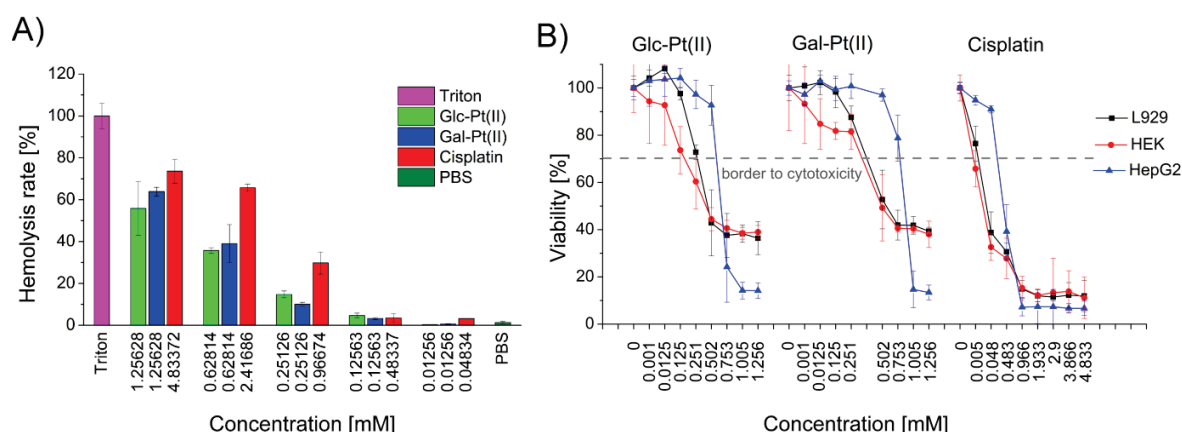 A)
Hemolysis rate [%]
120
100
80
60
40
20
0
Triton
Glc-Pt(II)
Gal-Pt(II)
Cisplatin
PBS
Triton
1.25628
1.25628
4.83372
0.62814
0.62814
2.41686
0.25126
0.25126
0.96674
0.12563
0.12563
0.48337
0.01256
0.01256
0.04834
PBS
Concentration [mM]
B)
Glc-Pt(II)
Gal-Pt(II)
Cisplatin
Viability [%]
100
80
60
40
20
0
border to cytotoxicity
L929
HEK
HepG2
0
0.001
0.0125
0.125
0.251
0.502
0.753
1.005
1.256
0
0.001
0.0125
0.125
0.251
0.502
0.753
1.005
1.256
0
0.005
0.048
0.483
0.966
1.933
2.9
3.866
4.833
Concentration [mM]